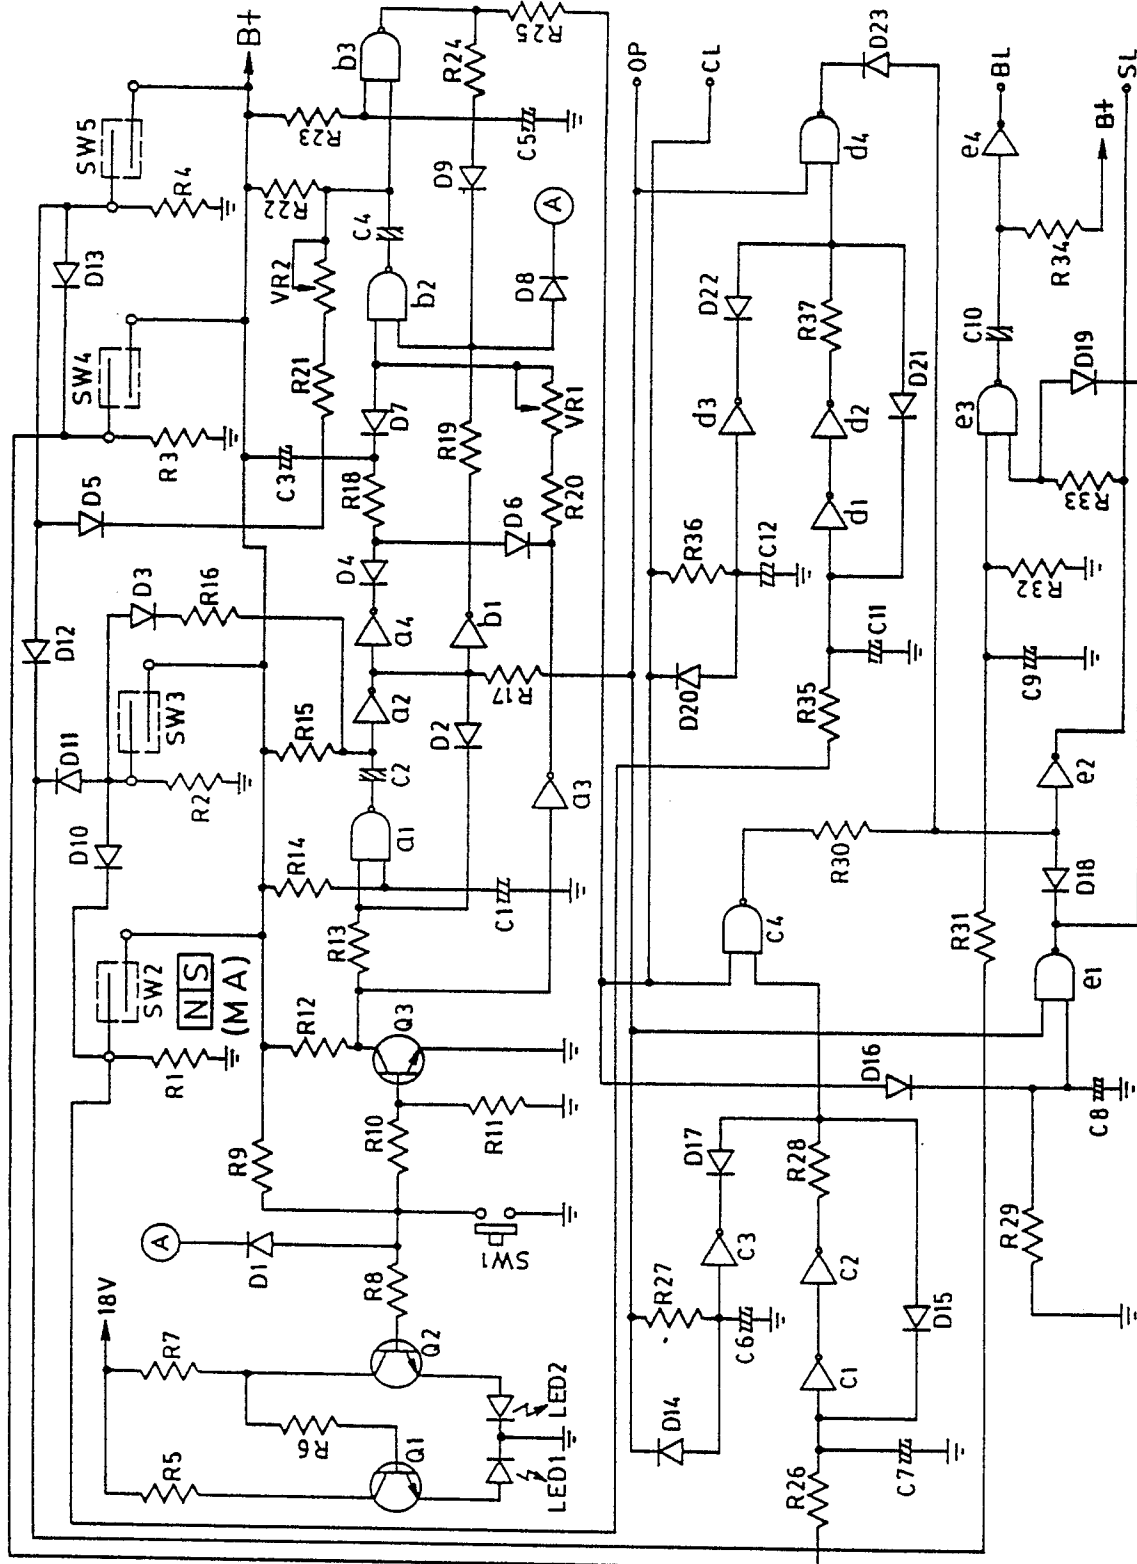 B+
SW5
R4
D13
SW4
R3
D5
D12
D3
R16
D11
SW3
R2
D10
SW2
NS
(MA)
R1
18V
R5
R7
R6
Q1
Q2
LED1
LED2
A
D1
R8
R9
SW1
R10
R11
R12
Q3
R13
R14
C1
a1
C2
R15
a2
D2
a3
R17
a4
b1
D4
R18
C3
D7
D6
R19
R20
VR1
R21
VR2
R22
R23
b2
C4
D8
A
D9
C5
b3
R24
R25
OP
CL
D23
d4
D22
d3
R37
d2
d1
D21
R36
C12
D20
C11
R35
BL
e4
B+
R34
SL
C10
D19
e3
R33
R32
C9
e2
R31
R30
D18
e1
C4
D16
C8
R29
D17
R28
C3
C2
R27
C6
D15
C1
D14
C7
R26